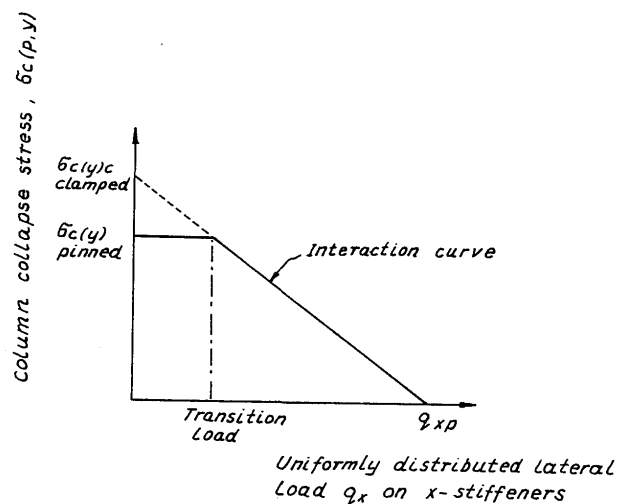 Column collapse stress, σc(p,y)
σc(y)c
clamped
σc(y)
pinned
Interaction curve
Transition
Load
qxp
Uniformly distributed lateral
Load qx on x-stiffeners